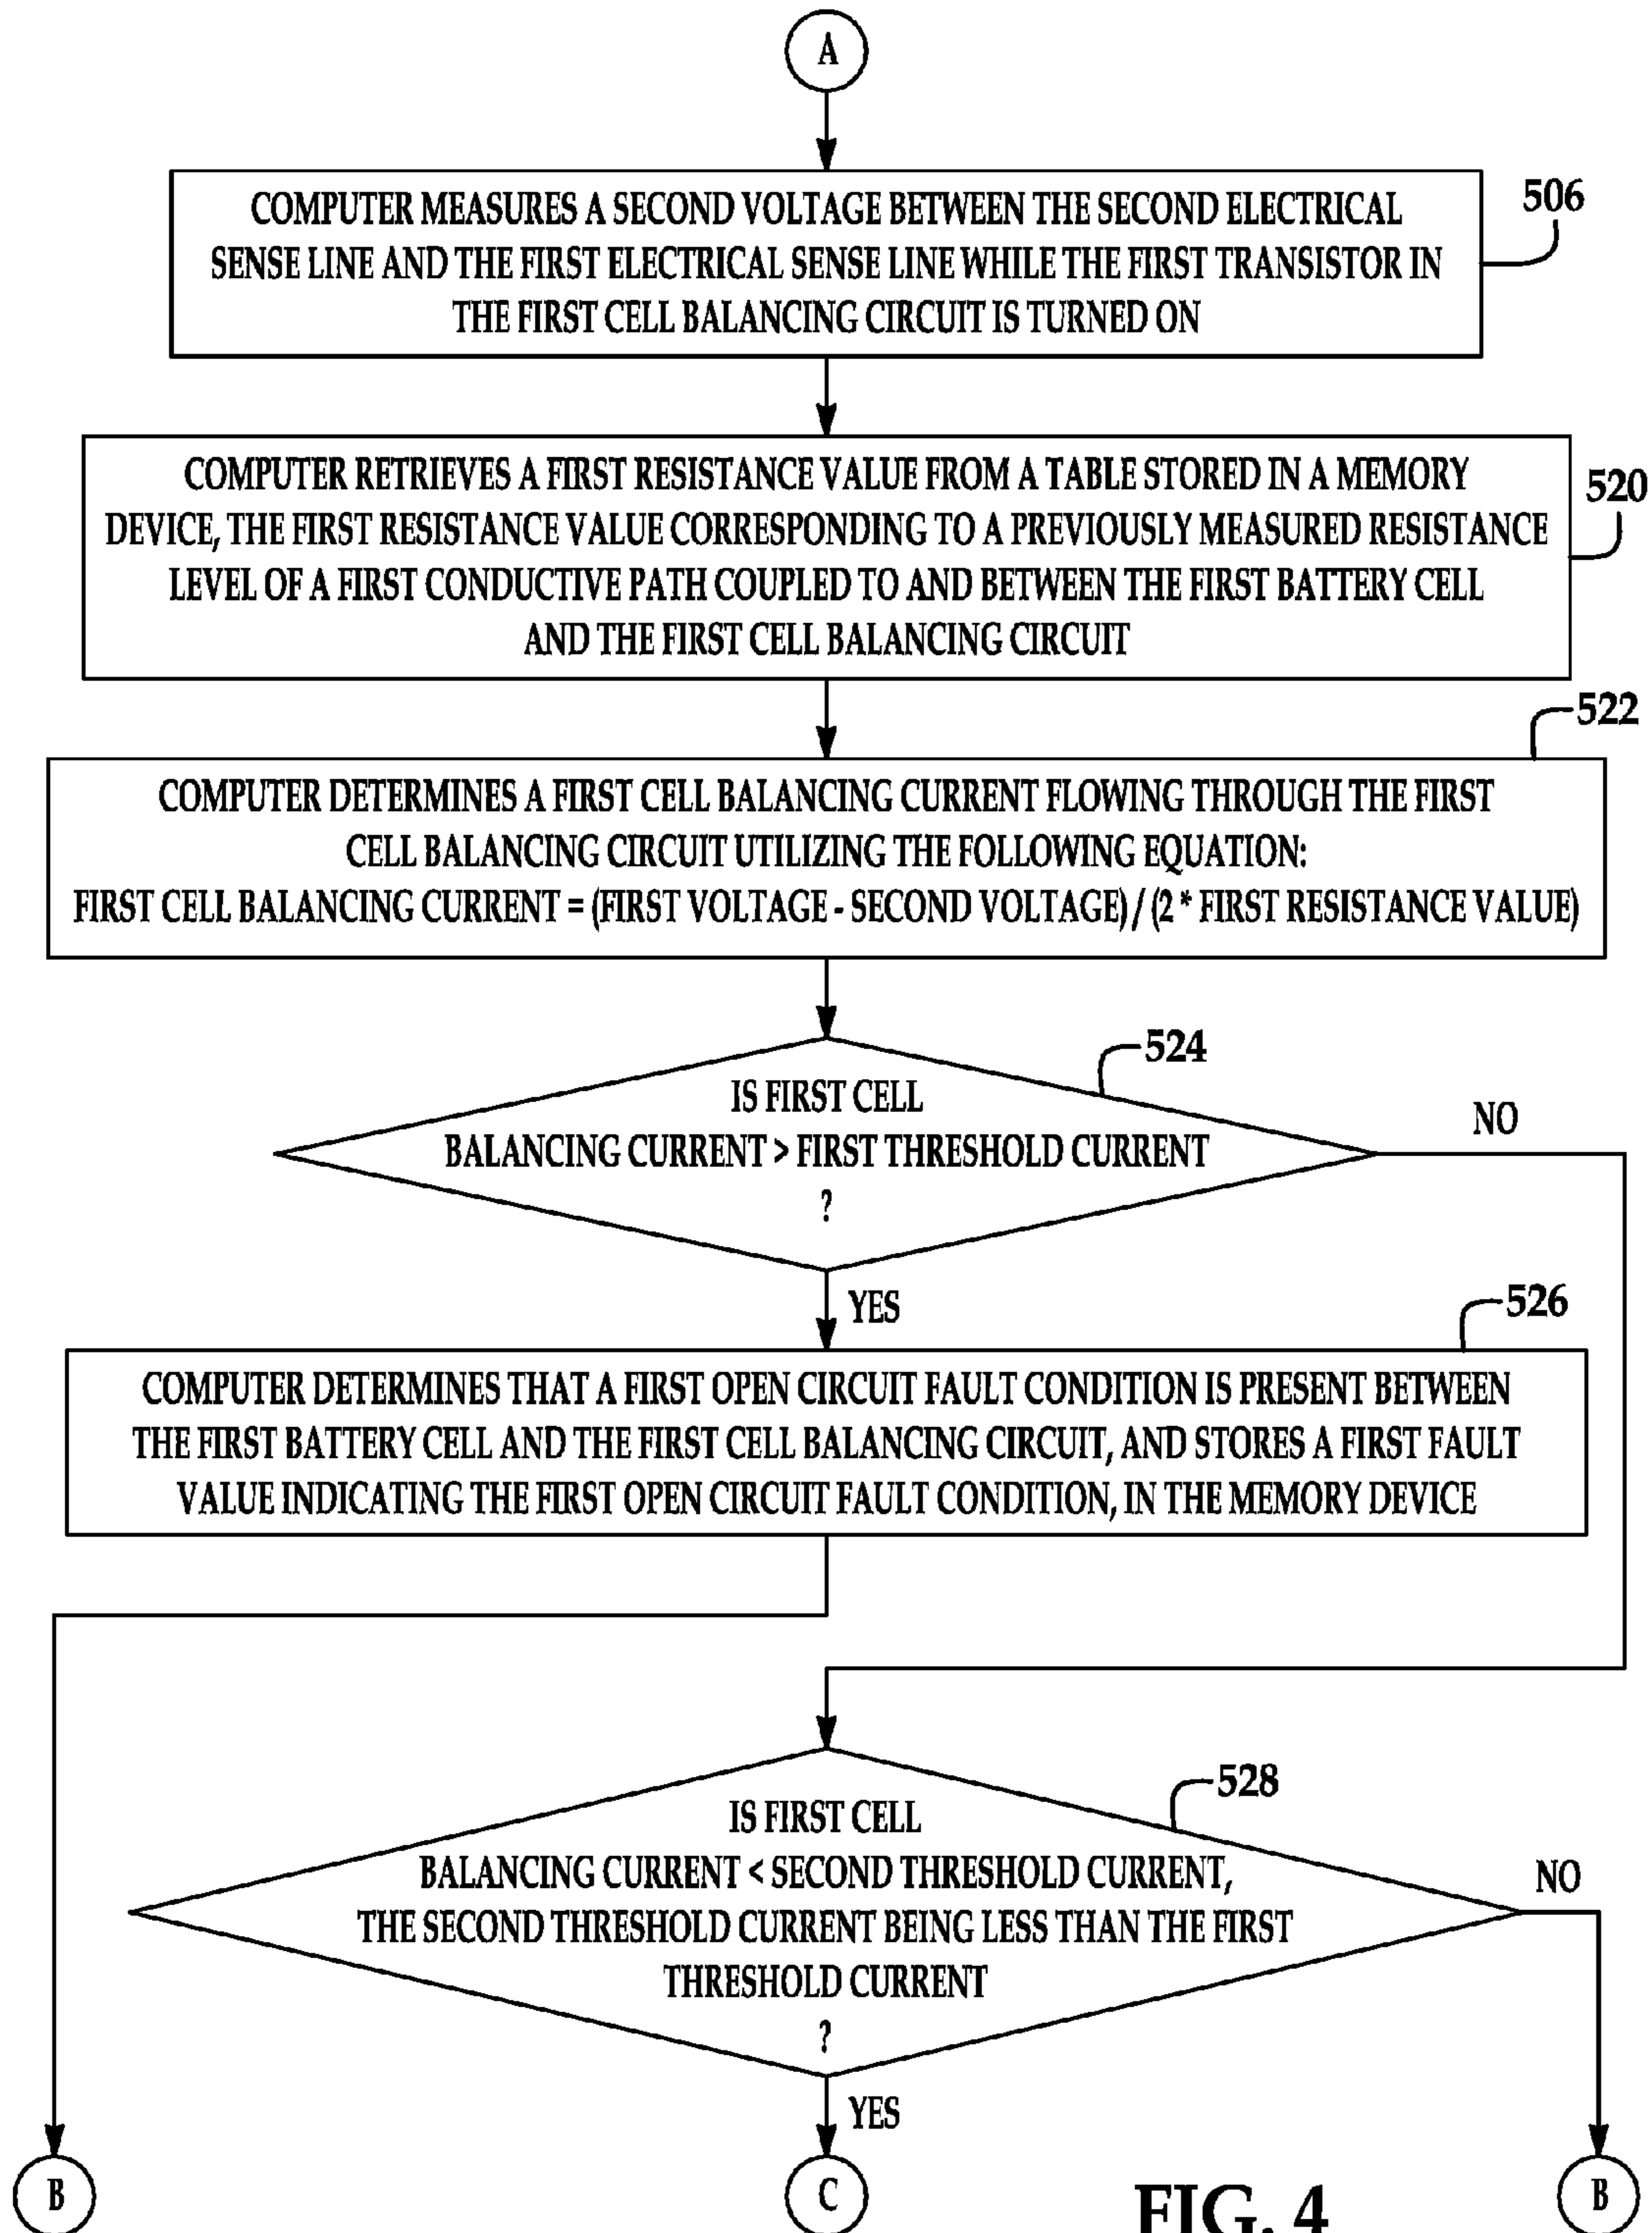 A
COMPUTER MEASURES A SECOND VOLTAGE BETWEEN THE SECOND ELECTRICAL
SENSE LINE AND THE FIRST ELECTRICAL SENSE LINE WHILE THE FIRST TRANSISTOR IN
THE FIRST CELL BALANCING CIRCUIT IS TURNED ON
506
COMPUTER RETRIEVES A FIRST RESISTANCE VALUE FROM A TABLE STORED IN A MEMORY
DEVICE, THE FIRST RESISTANCE VALUE CORRESPONDING TO A PREVIOUSLY MEASURED RESISTANCE
LEVEL OF A FIRST CONDUCTIVE PATH COUPLED TO AND BETWEEN THE FIRST BATTERY CELL
AND THE FIRST CELL BALANCING CIRCUIT
520
522
COMPUTER DETERMINES A FIRST CELL BALANCING CURRENT FLOWING THROUGH THE FIRST
CELL BALANCING CIRCUIT UTILIZING THE FOLLOWING EQUATION:
FIRST CELL BALANCING CURRENT = (FIRST VOLTAGE - SECOND VOLTAGE) / (2 * FIRST RESISTANCE VALUE)
524
IS FIRST CELL
BALANCING CURRENT > FIRST THRESHOLD CURRENT
?
NO
YES
526
COMPUTER DETERMINES THAT A FIRST OPEN CIRCUIT FAULT CONDITION IS PRESENT BETWEEN
THE FIRST BATTERY CELL AND THE FIRST CELL BALANCING CIRCUIT, AND STORES A FIRST FAULT
VALUE INDICATING THE FIRST OPEN CIRCUIT FAULT CONDITION, IN THE MEMORY DEVICE
528
IS FIRST CELL
BALANCING CURRENT < SECOND THRESHOLD CURRENT,
THE SECOND THRESHOLD CURRENT BEING LESS THAN THE FIRST
THRESHOLD CURRENT
?
NO
YES
B
C
B
FIG. 4